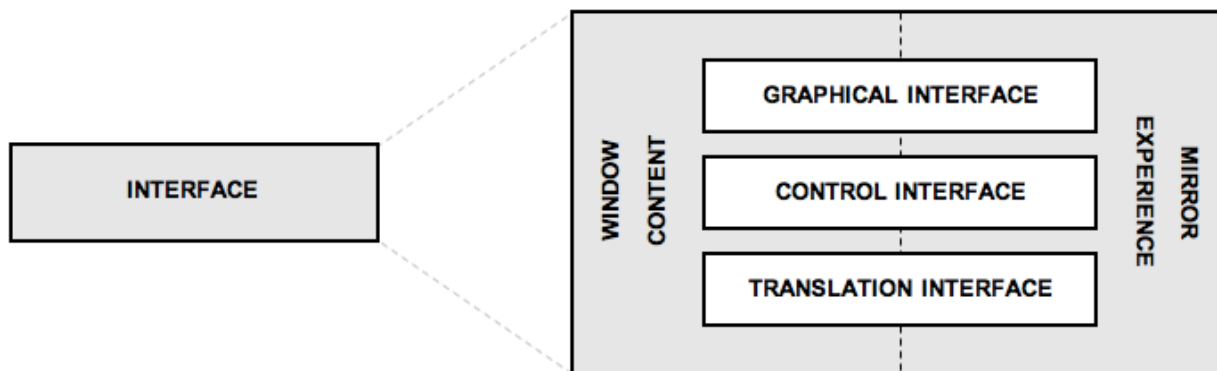 INTERFACE
WINDOW
CONTENT
GRAPHICAL INTERFACE
CONTROL INTERFACE
TRANSLATION INTERFACE
MIRROR
EXPERIENCE